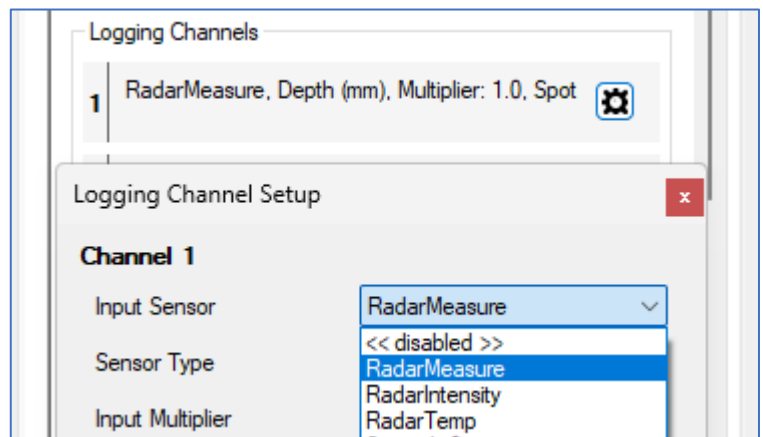 Logging Channels
1 RadarMeasure, Depth (mm), Multiplier: 1.0, Spot
Logging Channel Setup
x
Channel 1
Input Sensor RadarMeasure
<< disabled >>
Sensor Type RadarMeasure
RadarIntensity
Input Multiplier RadarTemp